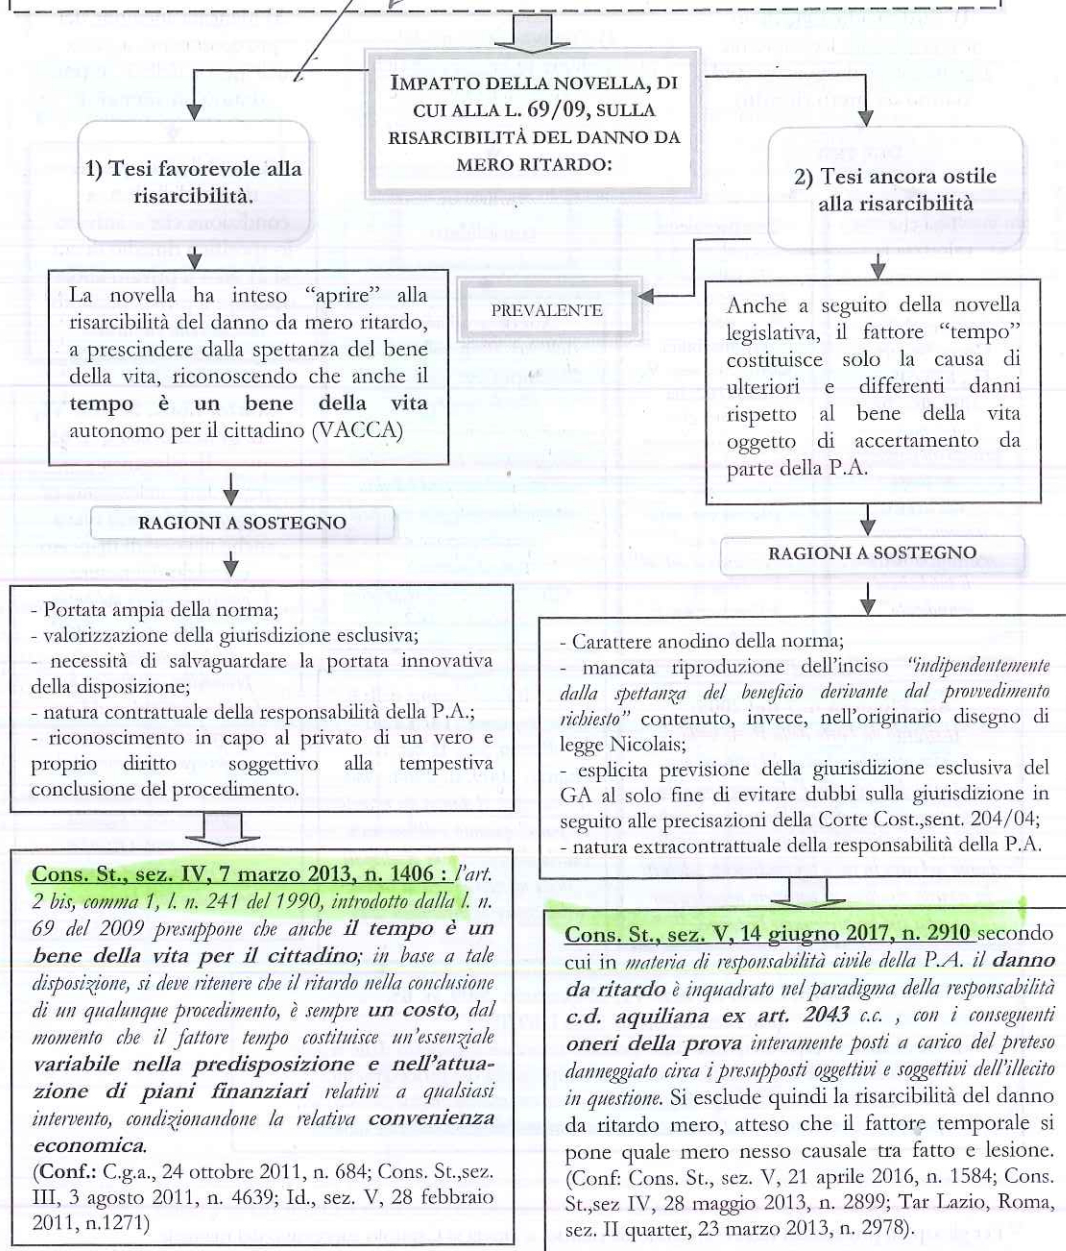 IMPATTO DELLA NOVELLA, DI
CUI ALLA L. 69/09, SULLA
RISARCIBILITÀ DEL DANNO DA
MERO RITARDO:
1) Tesi favorevole alla
risarcibilità.
La novella ha inteso “aprire” alla
risarcibilità del danno da mero ritardo,
a prescindere dalla spettanza del bene
della vita, riconoscendo che anche il
tempo è un bene della vita
autonomo per il cittadino (VACCA)
RAGIONI A SOSTEGNO
- Portata ampia della norma;
- valorizzazione della giurisdizione esclusiva;
- necessità di salvaguardare la portata innovativa
della disposizione;
- natura contrattuale della responsabilità della P.A.;
- riconoscimento in capo al privato di un vero e
proprio diritto soggettivo alla tempestiva
conclusione del procedimento.
Cons. St., sez. IV, 7 marzo 2013, n. 1406 : l'art.
2 bis, comma 1, l. n. 241 del 1990, introdotto dalla l. n.
69 del 2009 presuppone che anche il tempo è un
bene della vita per il cittadino; in base a tale
disposizione, si deve ritenere che il ritardo nella conclusione
di un qualunque procedimento, è sempre un costo, dal
momento che il fattore tempo costituisce un'essenziale
variabile nella predisposizione e nell'attua-
zione di piani finanziari relativi a qualsiasi
intervento, condizionandone la relativa convenienza
economica.
(Conf.: C.g.a., 24 ottobre 2011, n. 684; Cons. St.,sez.
III, 3 agosto 2011, n. 4639; Id., sez. V, 28 febbraio
2011, n.1271)
2) Tesi ancora ostile
alla risarcibilità
PREVALENTE
Anche a seguito della novella
legislativa, il fattore “tempo”
costituisce solo la causa di
ulteriori e differenti danni
rispetto al bene della vita
oggetto di accertamento da
parte della P.A.
RAGIONI A SOSTEGNO
- Carattere anodino della norma;
- mancata riproduzione dell'inciso “indipendentemente
dalla spettanza del beneficio derivante dal provvedimento
richiesto” contenuto, invece, nell'originario disegno di
legge Nicolais;
- esplicita previsione della giurisdizione esclusiva del
GA al solo fine di evitare dubbi sulla giurisdizione in
seguito alle precisazioni della Corte Cost.,sent. 204/04;
- natura extracontrattuale della responsabilità della P.A.
Cons. St., sez. V, 14 giugno 2017, n. 2910 secondo
cui in materia di responsabilità civile della P.A. il danno
da ritardo è inquadrato nel paradigma della responsabilità
c.d. aquiliana ex art. 2043 c.c. , con i conseguenti
oneri della prova interamente posti a carico del preteso
danneggiato circa i presupposti oggettivi e soggettivi dell'illecito
in questione. Si esclude quindi la risarcibilità del danno
da ritardo mero, atteso che il fattore temporale si
pone quale mero nesso causale tra fatto e lesione.
(Conf: Cons. St., sez. V, 21 aprile 2016, n. 1584; Cons.
St.,sez IV, 28 maggio 2013, n. 2899; Tar Lazio, Roma,
sez. II quarter, 23 marzo 2013, n. 2978).